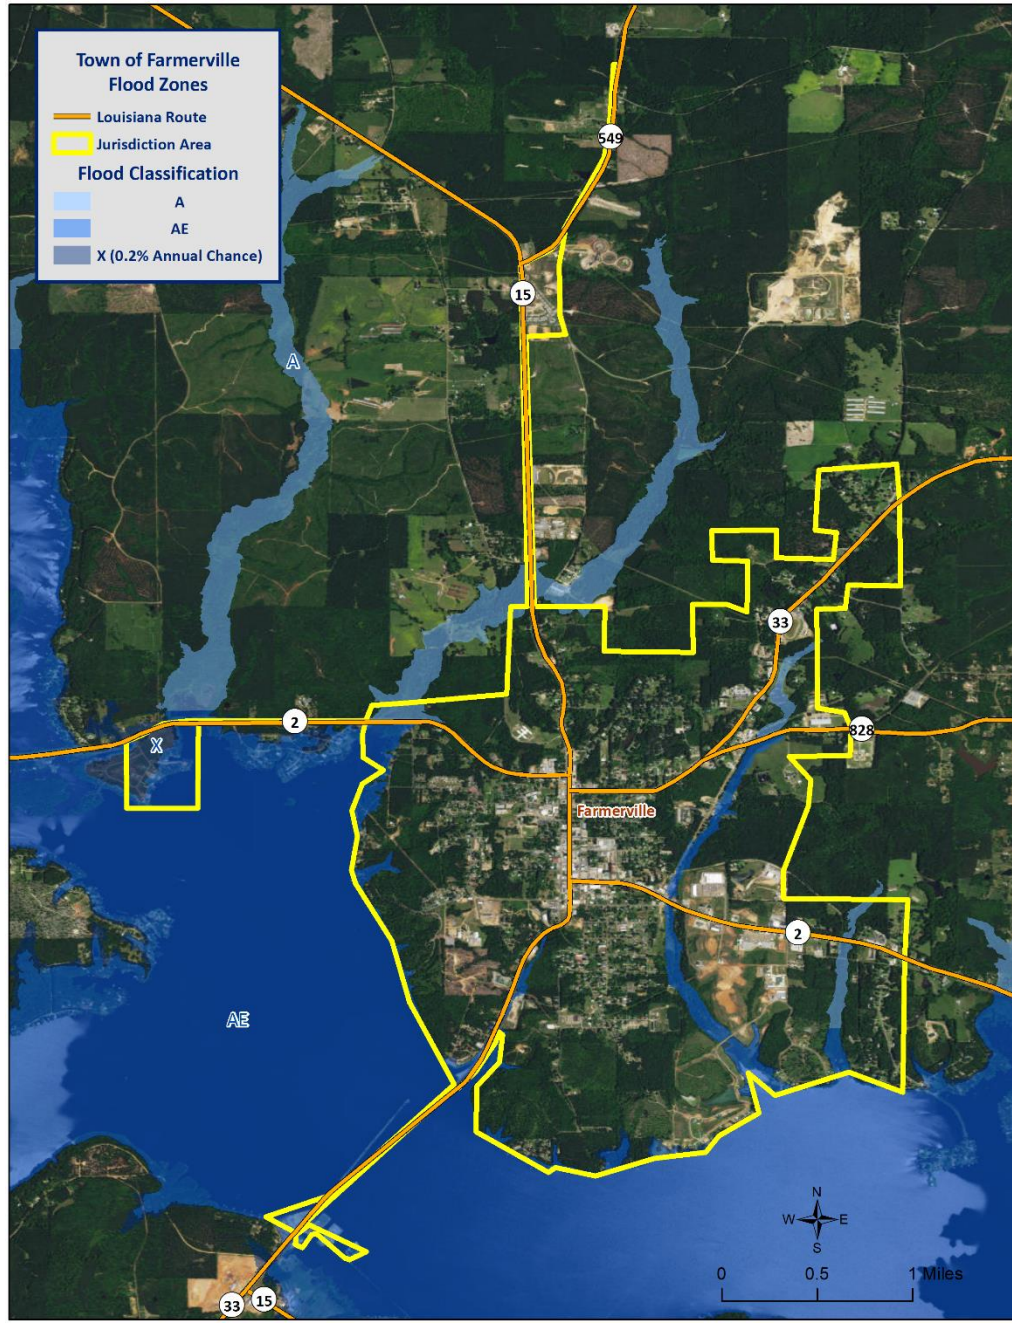 Town of Farmerville
Flood Zones
Louisiana Route
Jurisdiction Area
Flood Classification
A
AE
X (0.2% Annual Chance)
549
15
A
33
2
X
828
Farmerville
2
AE
N
W E
S
0 0.5 1 Miles
33 15